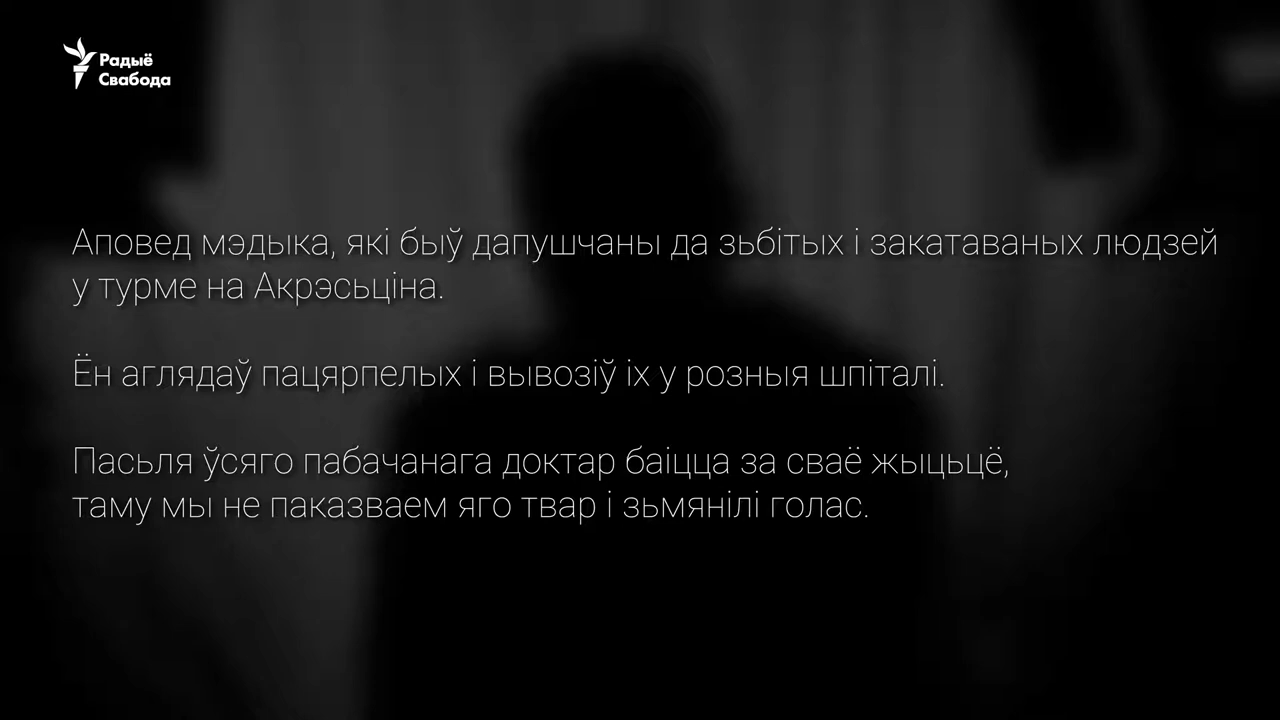 Радыё
Свабода
Аповед мэдыка, які быў дапушчаны да зьбітых і закатаваных людзей
у турме на Акрэсьціна.
Ён аглядаў пацярпелых і вывозіў іх у розныя шпіталі.
Пасьля ўсяго пабачанага доктар баіцца за сваё жыцьцё,
таму мы не паказваем яго твар і зьмянілі голас.